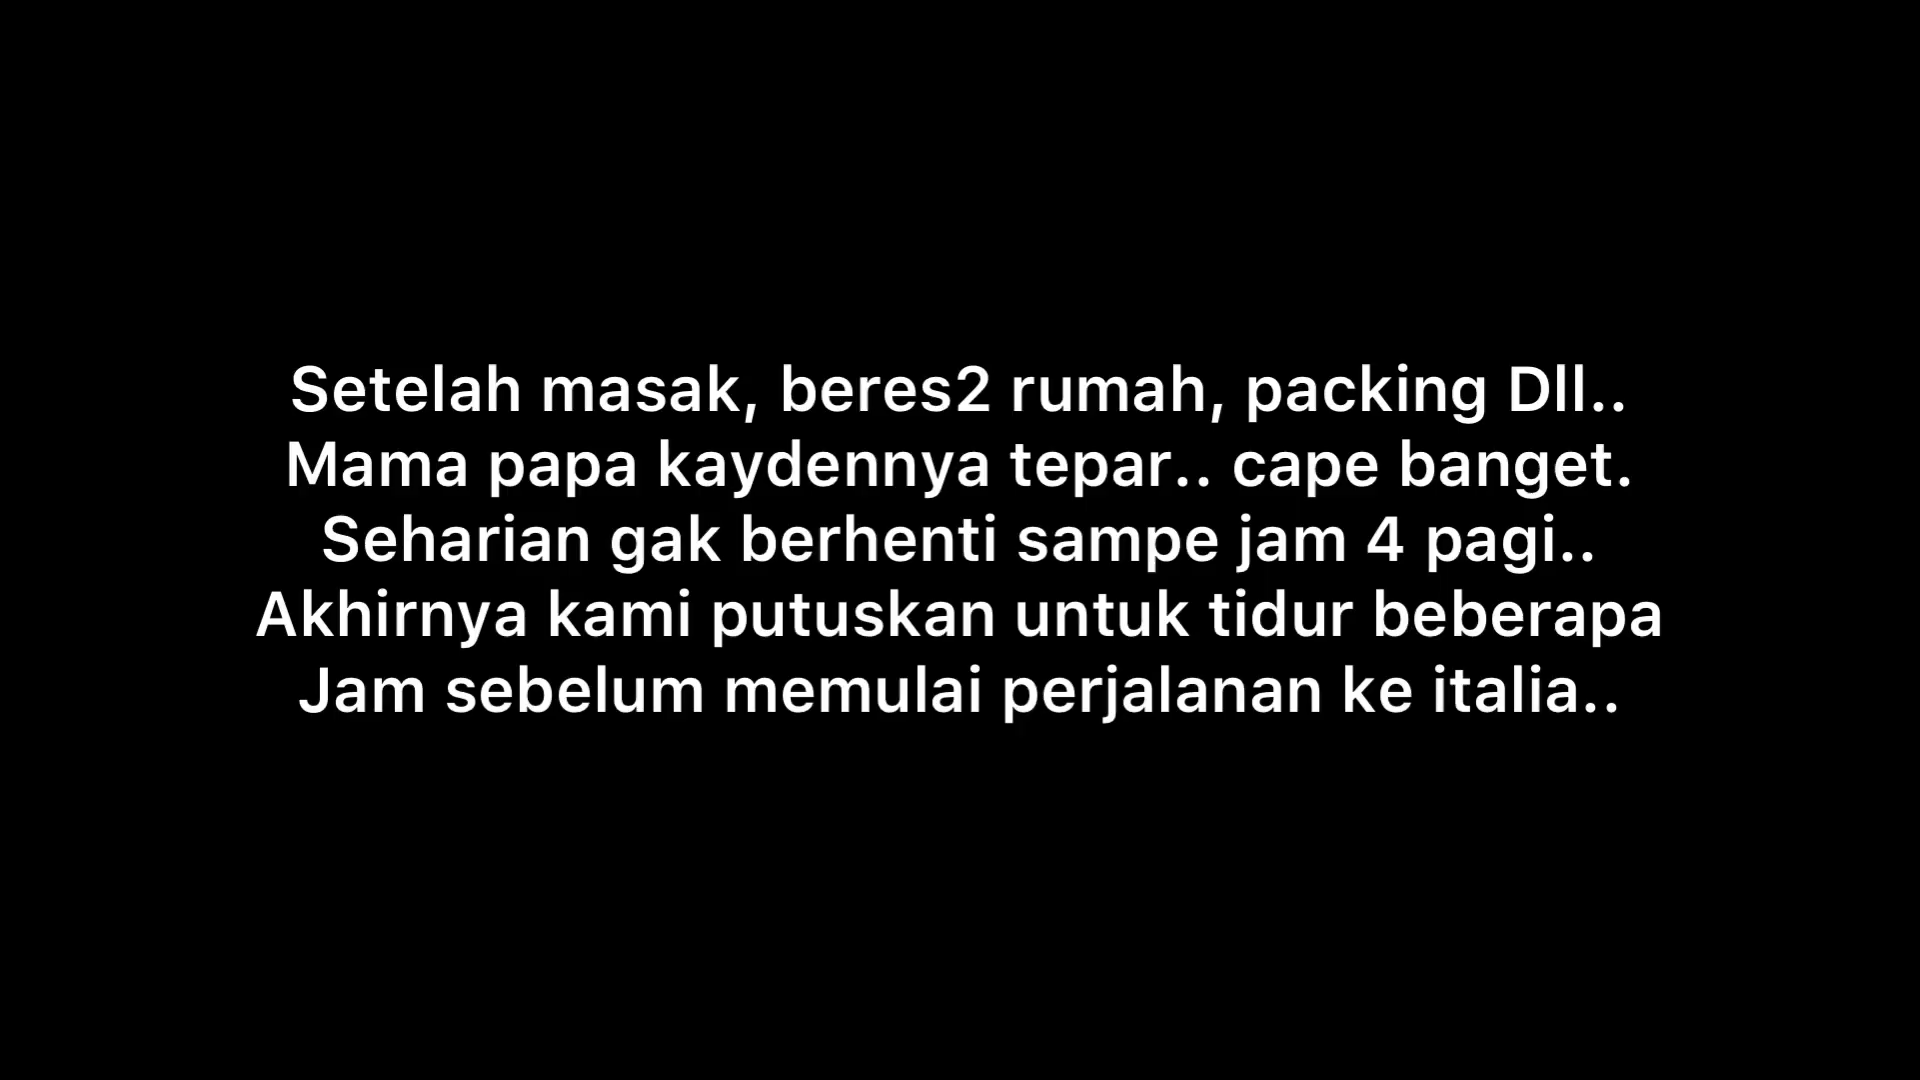 Setelah masak, beres2 rumah, packing Dll..
Mama papa kaydennya tepar.. cape banget.
Seharian gak berhenti sampe jam 4 pagi..
Akhirnya kami putuskan untuk tidur beberapa
Jam sebelum memulai perjalanan ke italia..